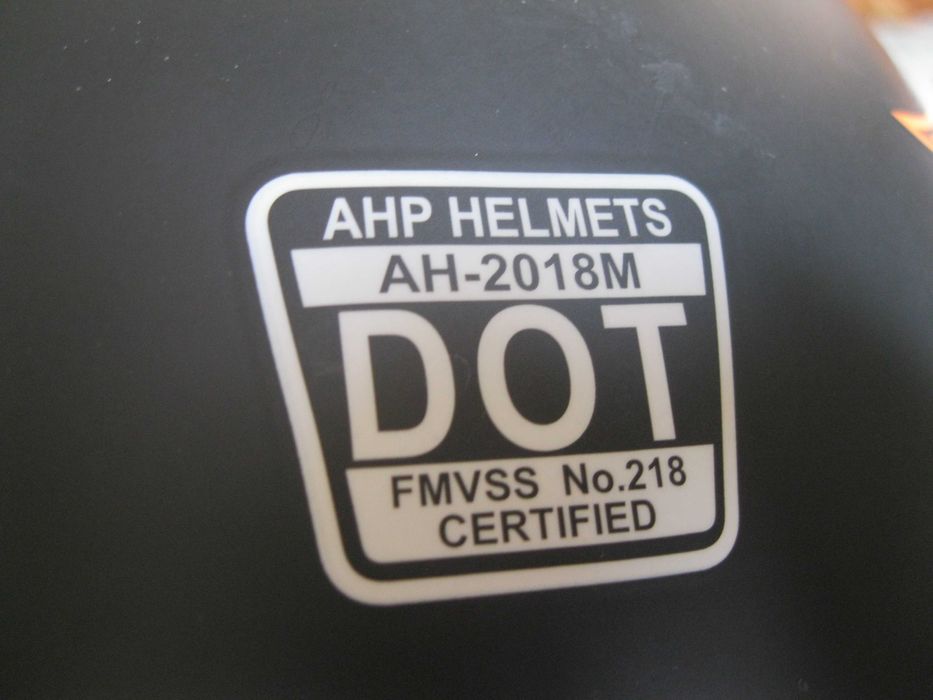 AHP HELMETS
AH-2018M
DOT
FMVSS No.218
CERTIFIED